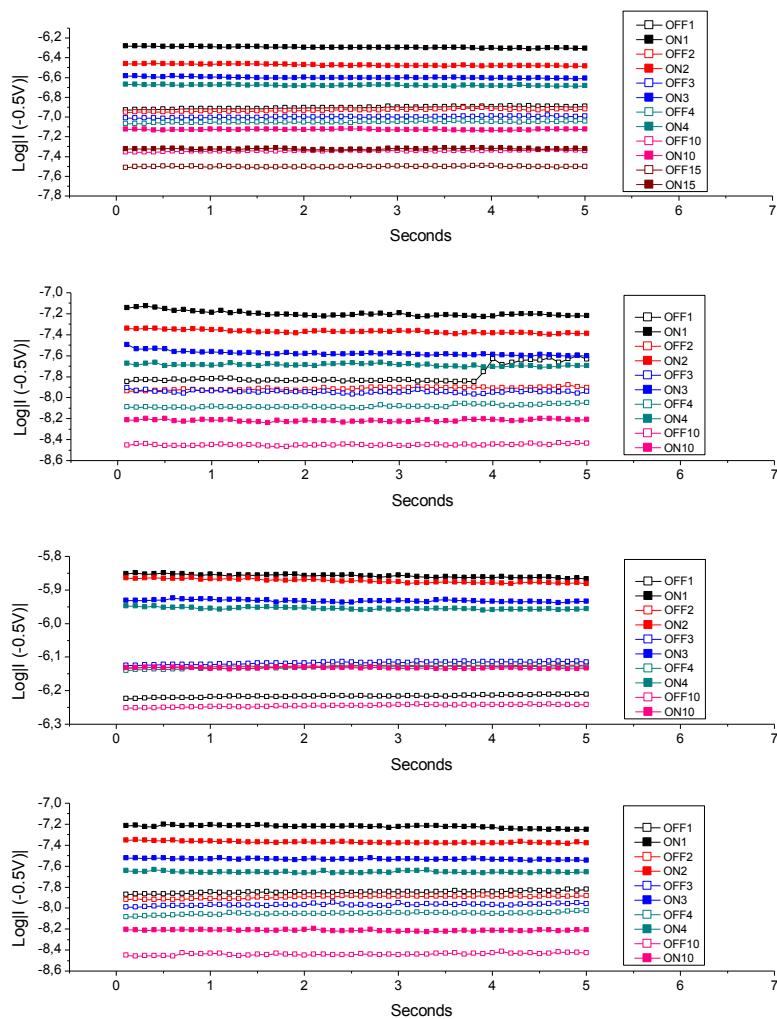 Log|I (-0.5V)|
-6,2
-6,4
-6,6
-6,8
-7,0
-7,2
-7,4
-7,6
-7,8
0 1 2 3 4 5 6 7
Seconds
OFF1
ON1
OFF2
ON2
OFF3
ON3
OFF4
ON4
OFF10
ON10
OFF15
ON15
Log|I (-0.5V)|
-7,0
-7,2
-7,4
-7,6
-7,8
-8,0
-8,2
-8,4
-8,6
0 1 2 3 4 5 6 7
Seconds
OFF1
ON1
OFF2
ON2
OFF3
ON3
OFF4
ON4
OFF10
ON10
Log|I (-0.5V)|
-5,8
-5,9
-6,0
-6,1
-6,2
-6,3
0 1 2 3 4 5 6 7
Seconds
OFF1
ON1
OFF2
ON2
OFF3
ON3
OFF4
ON4
OFF10
ON10
Log|I (-0.5V)|
-7,0
-7,2
-7,4
-7,6
-7,8
-8,0
-8,2
-8,4
-8,6
0 1 2 3 4 5 6 7
Seconds
OFF1
ON1
OFF2
ON2
OFF3
ON3
OFF4
ON4
OFF10
ON10